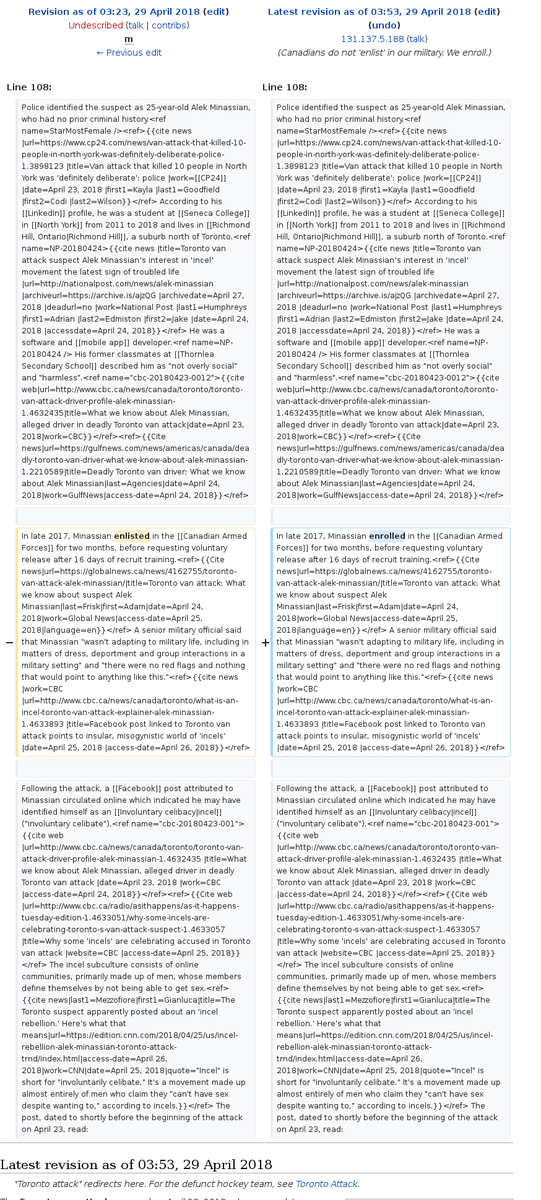 Revision as of 03:23, 29 April 2018 (edit)
Undescribed (talk | contribs)
m
← Previous edit
Latest revision as of 03:53, 29 April 2018 (edit)
(undo)
131.137.5.188 (talk)
(Canadians do not 'enlist' in our military. We enroll.)
Line 108:
Police identified the suspect as 25-year-old Alek Minassian,
who had no prior criminal history.<ref
name=StarMostFemale /><ref>{{cite news
|url=https://www.cp24.com/news/van-attack-that-killed-10-
people-in-north-york-was-definitely-deliberate-police-
1.3898123 |title=Van attack that killed 10 people in North
York was 'definitely deliberate': police |work=[[CP24]]
|date=April 23, 2018 |first1=Kayla |last1=Goodfield
|first2=Codi |last2=Wilson}}</ref> According to his
[[LinkedIn]] profile, he was a student at [[Seneca College]]
in [[North York]] from 2011 to 2018 and lives in [[Richmond
Hill, Ontario|Richmond Hill]], a suburb north of Toronto.<ref
name=NP-20180424>{{cite news |title=Toronto van
attack suspect Alek Minassian's interest in 'incel'
movement the latest sign of troubled life
|url=http://nationalpost.com/news/alek-minassian
|archiveurl=https://archive.is/ajzQG |archivedate=April 27,
2018 |deadurl=no |work=National Post |last1=Humphreys
|first1=Adrian |last2=Edmiston |first2=Jake |date=April 24,
2018 |accessdate=April 24, 2018}}</ref> He was a
software and [[mobile app]] developer.<ref name=NP-
20180424 /> His former classmates at [[Thornlea
Secondary School]] described him as "not overly social"
and "harmless".<ref name="cbc-20180423-0012">{{cite
web|url=http://www.cbc.ca/news/canada/toronto/toronto-
van-attack-driver-profile-alek-minassian-
1.4632435|title=What we know about Alek Minassian,
alleged driver in deadly Toronto van attack|date=April 23,
2018|work=CBC}}</ref><ref>{{Cite
news|url=https://gulfnews.com/news/americas/canada/dea
dly-toronto-van-driver-what-we-know-about-alek-minassian-
1.2210589|title=Deadly Toronto van driver: What we know
about Alek Minassian|last=Agencies|date=April 24,
2018|work=GulfNews|access-date=April 24, 2018}}</ref>
− In late 2017, Minassian enlisted in the [[Canadian Armed
Forces]] for two months, before requesting voluntary
release after 16 days of recruit training.<ref>{{Cite
news|url=https://globalnews.ca/news/4162755/toronto-
van-attack-alek-minassian/|title=Toronto van attack: What
we know about suspect Alek
Minassian|last=Frisk|first=Adam|date=April 24,
2018|work=Global News|access-date=April 25,
2018|language=en}}</ref> A senior military official said
that Minassian "wasn't adapting to military life, including in
matters of dress, deportment and group interactions in a
military setting" and "there were no red flags and nothing
that would point to anything like this."<ref>{{cite news
|work=CBC
|url=http://www.cbc.ca/news/canada/toronto/what-is-an-
incel-toronto-van-attack-explainer-alek-minassian-
1.4633893 |title=Facebook post linked to Toronto van
attack points to insular, misogynistic world of 'incels'
|date=April 25, 2018 |access-date=April 26, 2018}}</ref>
Following the attack, a [[Facebook]] post attributed to
Minassian circulated online which indicated he may have
identified himself as an [[Involuntary celibacy|incel]]
("involuntary celibate").<ref name="cbc-20180423-001">
{{cite web
|url=http://www.cbc.ca/news/canada/toronto/toronto-van-
attack-driver-profile-alek-minassian-1.4632435 |title=What
we know about Alek Minassian, alleged driver in deadly
Toronto van attack |date=April 23, 2018 |work=CBC
|access-date=April 24, 2018}}</ref><ref>{{Cite web
|url=http://www.cbc.ca/radio/asithappens/as-it-happens-
tuesday-edition-1.4633051/why-some-incels-are-
celebrating-toronto-s-van-attack-suspect-1.4633057
|title=Why some 'incels' are celebrating accused in Toronto
van attack |website=CBC |access-date=April 25, 2018}}
</ref> The incel subculture consists of online
communities, primarily made up of men, whose members
define themselves by not being able to get sex.<ref>
{{cite news|last=Mezzofiore|first=Gianluca|title=The
Toronto suspect apparently posted about an 'incel
rebellion.' Here's what that
means|url=https://edition.cnn.com/2018/04/25/us/incel-
rebellion-alek-minassian-toronto-attack-
trnd/index.html|access-date=April 26,
2018|work=CNN|date=April 25, 2018|quote="Incel" is
short for "involuntarily celibate." It's a movement made up
almost entirely of men who claim they "can't have sex
despite wanting to," according to incels.}}</ref> The
post, dated to shortly before the beginning of the attack
on April 23, read:
Line 108:
Police identified the suspect as 25-year-old Alek Minassian,
who had no prior criminal history.<ref
name=StarMostFemale /><ref>{{cite news
|url=https://www.cp24.com/news/van-attack-that-killed-10-
people-in-north-york-was-definitely-deliberate-police-
1.3898123 |title=Van attack that killed 10 people in North
York was 'definitely deliberate': police |work=[[CP24]]
|date=April 23, 2018 |first1=Kayla |last1=Goodfield
|first2=Codi |last2=Wilson}}</ref> According to his
[[LinkedIn]] profile, he was a student at [[Seneca College]]
in [[North York]] from 2011 to 2018 and lives in [[Richmond
Hill, Ontario|Richmond Hill]], a suburb north of Toronto.<ref
name=NP-20180424>{{cite news |title=Toronto van
attack suspect Alek Minassian's interest in 'incel'
movement the latest sign of troubled life
|url=http://nationalpost.com/news/alek-minassian
|archiveurl=https://archive.is/ajzQG |archivedate=April 27,
2018 |deadurl=no |work=National Post |last1=Humphreys
|first1=Adrian |last2=Edmiston |first2=Jake |date=April 24,
2018 |accessdate=April 24, 2018}}</ref> He was a
software and [[mobile app]] developer.<ref name=NP-
20180424 /> His former classmates at [[Thornlea
Secondary School]] described him as "not overly social"
and "harmless".<ref name="cbc-20180423-0012">{{cite
web|url=http://www.cbc.ca/news/canada/toronto/toronto-
van-attack-driver-profile-alek-minassian-
1.4632435|title=What we know about Alek Minassian,
alleged driver in deadly Toronto van attack|date=April 23,
2018|work=CBC}}</ref><ref>{{Cite
news|url=https://gulfnews.com/news/americas/canada/dea
dly-toronto-van-driver-what-we-know-about-alek-minassian-
1.2210589|title=Deadly Toronto van driver: What we know
about Alek Minassian|last=Agencies|date=April 24,
2018|work=GulfNews|access-date=April 24, 2018}}</ref>
+ In late 2017, Minassian enrolled in the [[Canadian Armed
Forces]] for two months, before requesting voluntary
release after 16 days of recruit training.<ref>{{Cite
news|url=https://globalnews.ca/news/4162755/toronto-
van-attack-alek-minassian/|title=Toronto van attack: What
we know about suspect Alek
Minassian|last=Frisk|first=Adam|date=April 24,
2018|work=Global News|access-date=April 25,
2018|language=en}}</ref> A senior military official said
that Minassian "wasn't adapting to military life, including in
matters of dress, deportment and group interactions in a
military setting" and "there were no red flags and nothing
that would point to anything like this."<ref>{{cite news
|work=CBC
|url=http://www.cbc.ca/news/canada/toronto/what-is-an-
incel-toronto-van-attack-explainer-alek-minassian-
1.4633893 |title=Facebook post linked to Toronto van
attack points to insular, misogynistic world of 'incels'
|date=April 25, 2018 |access-date=April 26, 2018}}</ref>
Following the attack, a [[Facebook]] post attributed to
Minassian circulated online which indicated he may have
identified himself as an [[Involuntary celibacy|incel]]
("involuntary celibate").<ref name="cbc-20180423-001">
{{cite web
|url=http://www.cbc.ca/news/canada/toronto/toronto-van-
attack-driver-profile-alek-minassian-1.4632435 |title=What
we know about Alek Minassian, alleged driver in deadly
Toronto van attack |date=April 23, 2018 |work=CBC
|access-date=April 24, 2018}}</ref><ref>{{Cite web
|url=http://www.cbc.ca/radio/asithappens/as-it-happens-
tuesday-edition-1.4633051/why-some-incels-are-
celebrating-toronto-s-van-attack-suspect-1.4633057
|title=Why some 'incels' are celebrating accused in Toronto
van attack |website=CBC |access-date=April 25, 2018}}
</ref> The incel subculture consists of online
communities, primarily made up of men, whose members
define themselves by not being able to get sex.<ref>
{{cite news|last=Mezzofiore|first=Gianluca|title=The
Toronto suspect apparently posted about an 'incel
rebellion.' Here's what that
means|url=https://edition.cnn.com/2018/04/25/us/incel-
rebellion-alek-minassian-toronto-attack-
trnd/index.html|access-date=April 26,
2018|work=CNN|date=April 25, 2018|quote="Incel" is
short for "involuntarily celibate." It's a movement made up
almost entirely of men who claim they "can't have sex
despite wanting to," according to incels.}}</ref> The
post, dated to shortly before the beginning of the attack
on April 23, read:
Latest revision as of 03:53, 29 April 2018
"Toronto attack" redirects here. For the defunct hockey team, see Toronto Attack.